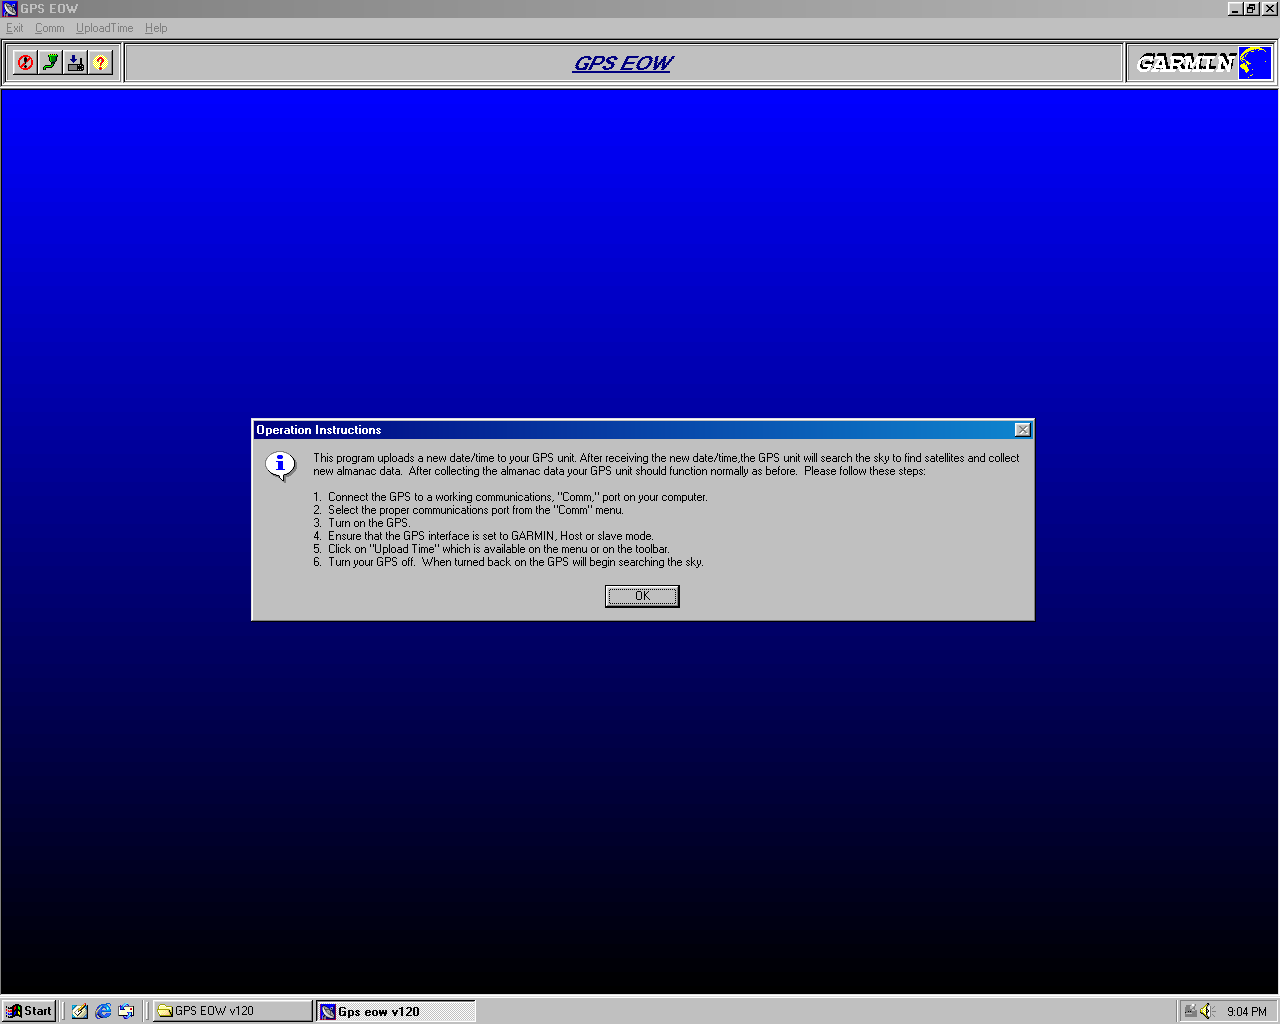 GPS EOW
Exit Comm UploadTime Help
GPS EOW
GARMIN
Operation Instructions
This program uploads a new date/time to your GPS unit. After receiving the new date/time,the GPS unit will search the sky to find satellites and collect
new almanac data.  After collecting the almanac data your GPS unit should function normally as before.  Please follow these steps:
1.  Connect the GPS to a working communications, "Comm," port on your computer.
2.  Select the proper communications port from the "Comm" menu.
3.  Turn on the GPS.
4.  Ensure that the GPS interface is set to GARMIN, Host or slave mode.
5.  Click on "Upload Time" which is available on the menu or on the toolbar.
6.  Turn your GPS off.  When turned back on the GPS will begin searching the sky.
OK
Start GPS EOW v120 Gps eow v120 9:04 PM